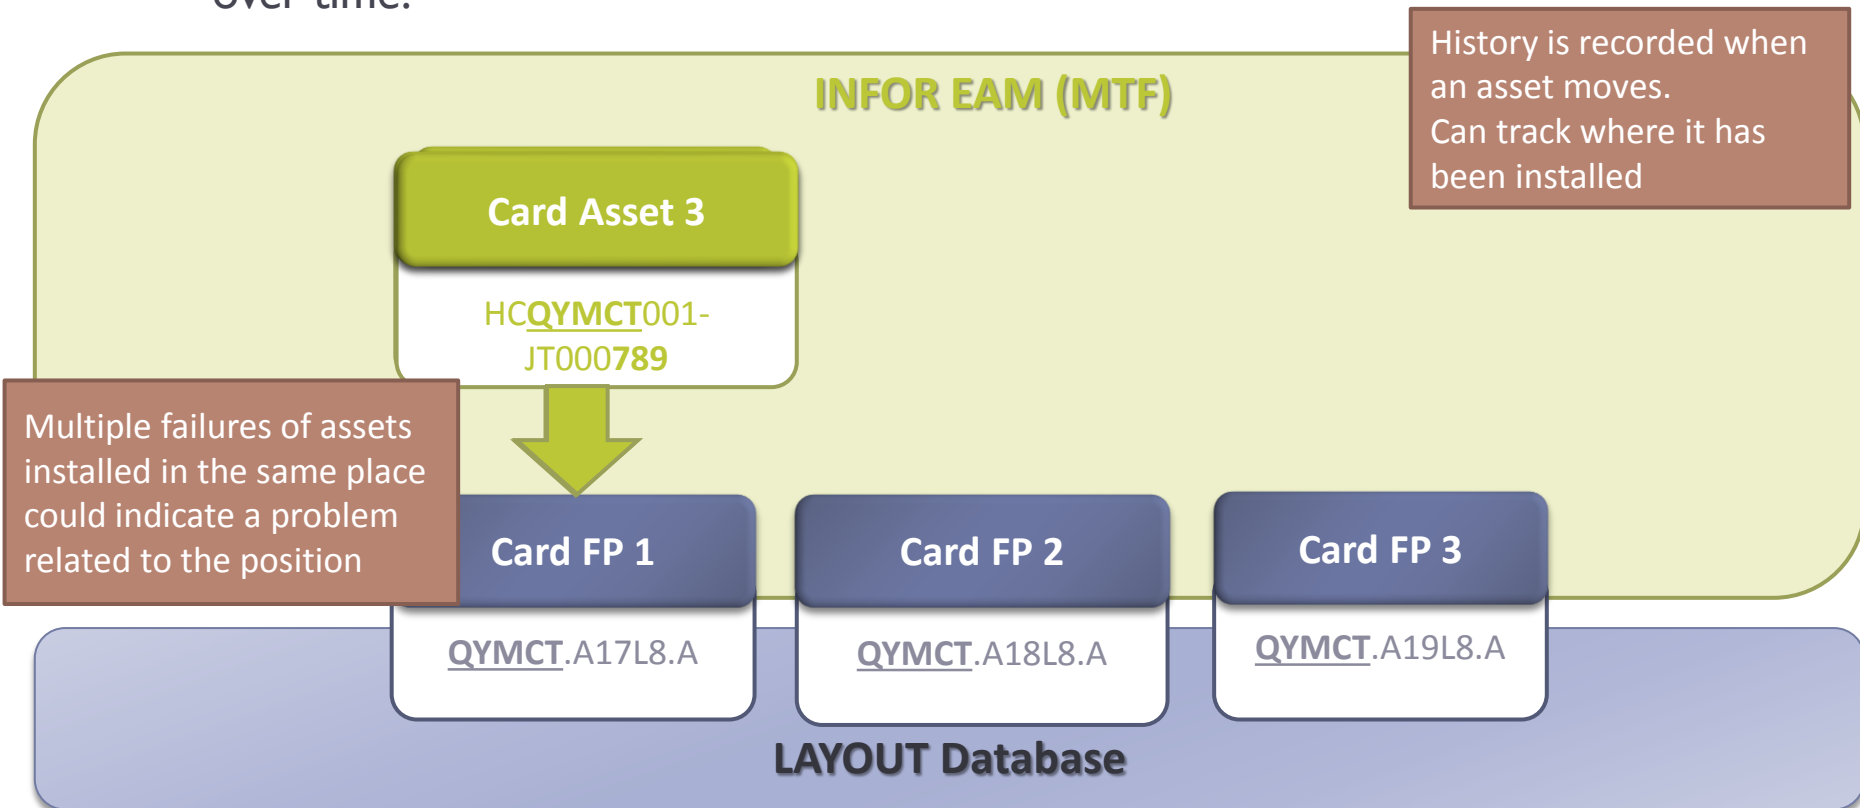 over time.
History is recorded when
an asset moves.
Can track where it has
been installed
INFOR EAM (MTF)
Card Asset 3
HCQYMCT001-
JT000789
Multiple failures of assets
installed in the same place
could indicate a problem
related to the position
Card FP 1
Card FP 2
Card FP 3
QYMCT.A17L8.A
QYMCT.A18L8.A
QYMCT.A19L8.A
LAYOUT Database